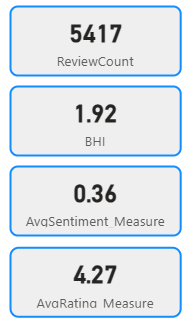 5417
ReviewCount
1.92
BHI
0.36
AvgSentiment_Measure
4.27
AvgRating_Measure